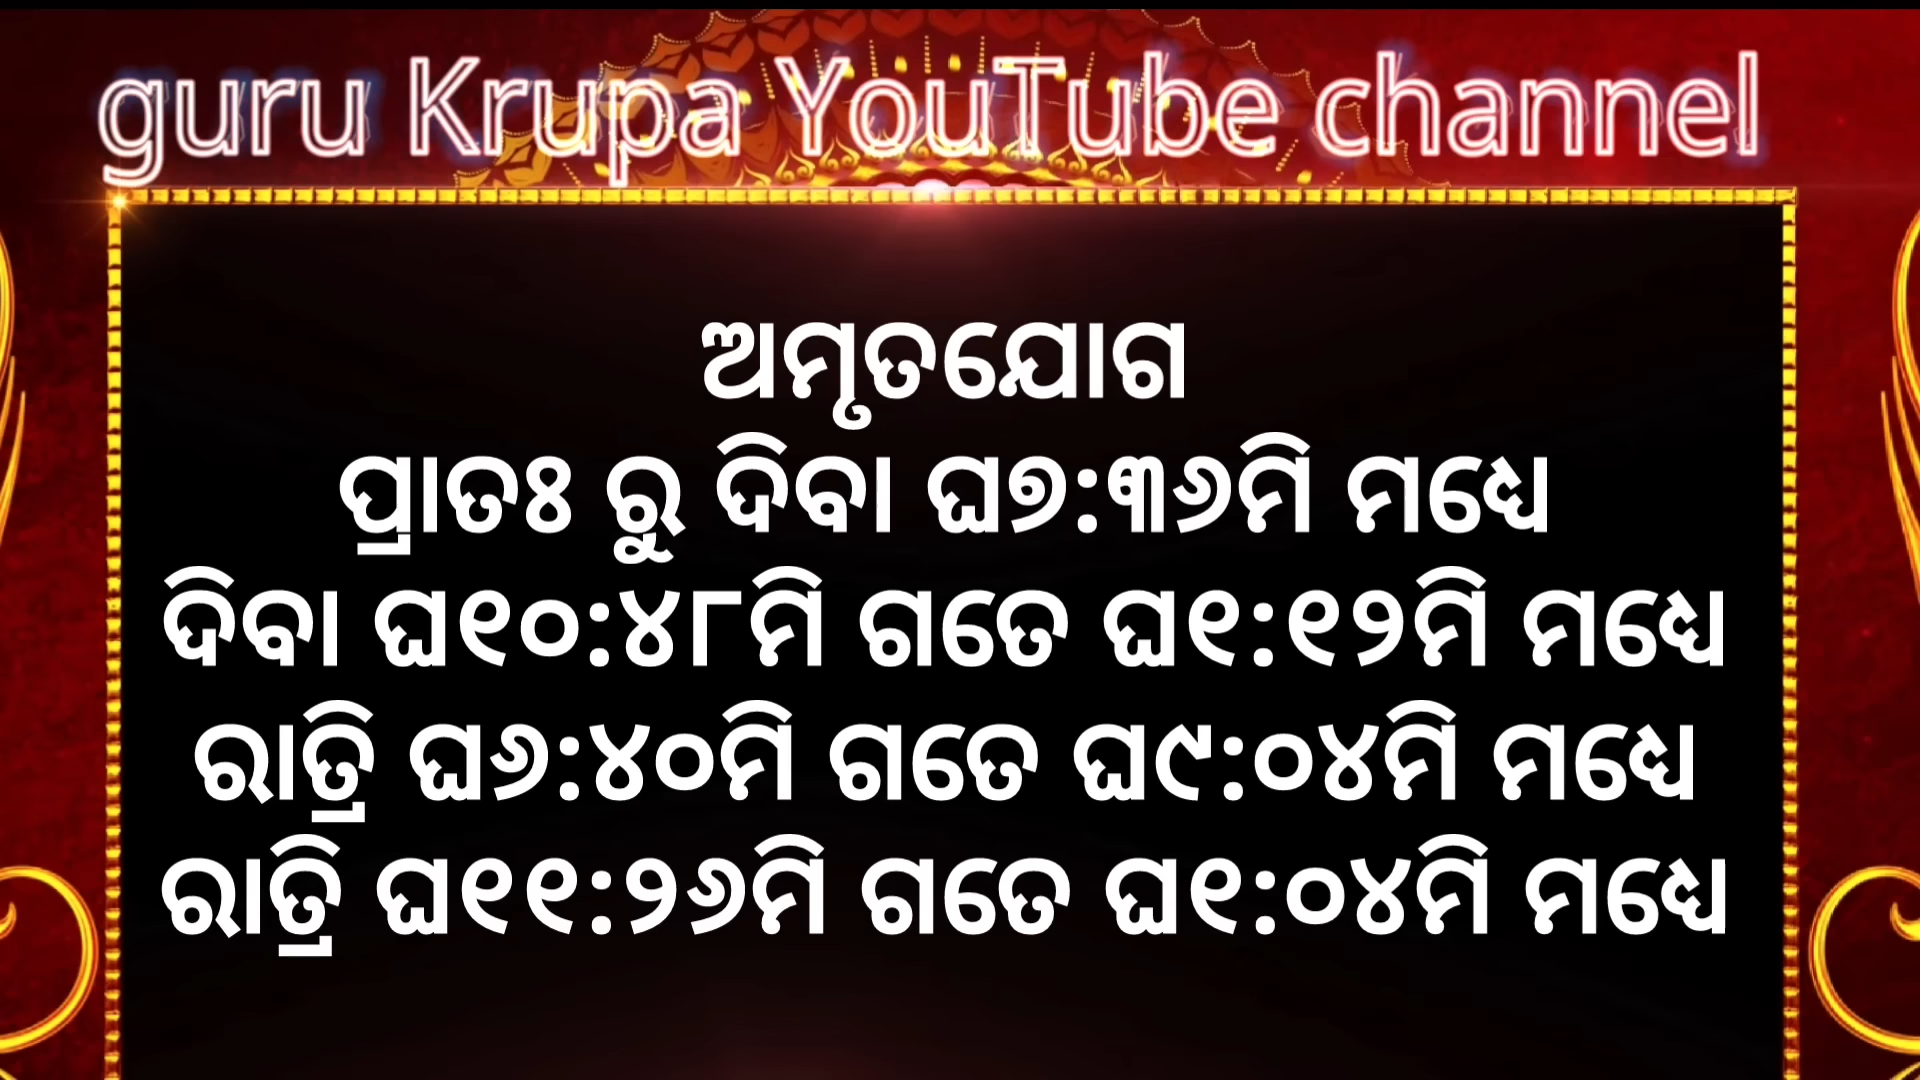 guru Krupa YouTube channel
ଅମୃତଯୋଗ
ପ୍ରାତଃ ରୁ ଦିବା ଘ୭:୩୬ମି ମଧ୍ୟେ
ଦିବା ଘ୧୦:୪୮ମି ଗତେ ଘ୧:୧୨ମି ମଧ୍ୟେ
ରାତ୍ରି ଘ୬:୪୦ମି ଗତେ ଘ୯:୦୪ମି ମଧ୍ୟେ
ରାତ୍ରି ଘ୧୧:୨୬ମି ଗତେ ଘ୧:୦୪ମି ମଧ୍ୟେ